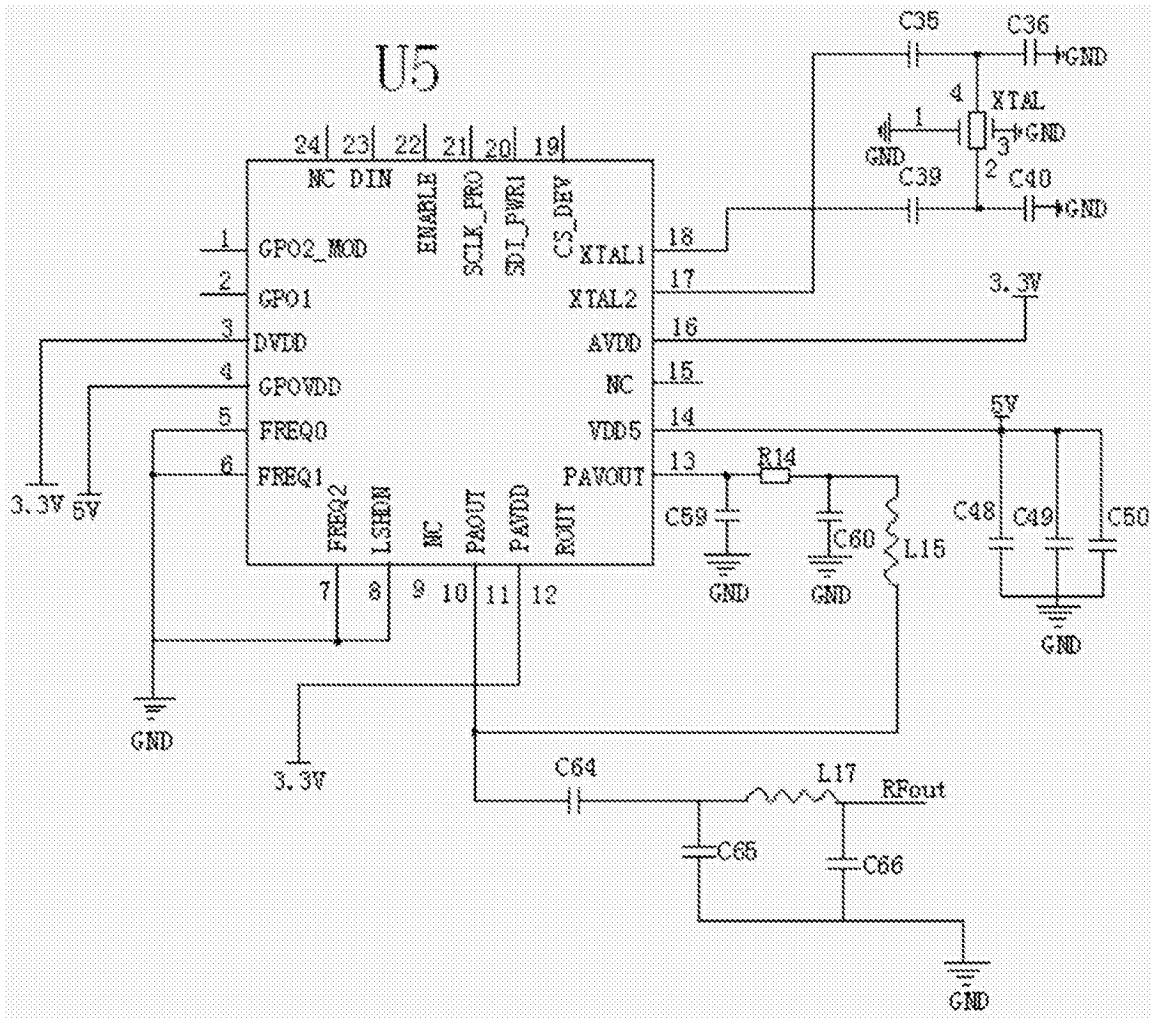 U5
C35
C36
GND
4
XTAL
1
GND
3
GND
2
C39
C40
GND
24
23
22
21
20
19
NC
DIN
ENABLE
SCLK_PRO
SDI_PWR1
CS_DEV
1
GPO2_MOD
2
GPO1
3
DVDD
4
GPOVDD
5
FREQ0
6
FREQ1
3.3V
5V
18
XTAL1
17
XTAL2
16
AVDD
3.3V
15
NC
14
VDD5
5V
13
PAVOUT
R14
C59
GND
C60
GND
L15
C48
C49
C50
GND
FREQ2
LSHDN
NC
PAOUT
PAVDD
ROUT
7
8
9
10
11
12
GND
3.3V
C64
L17
RFout
C65
C66
GND